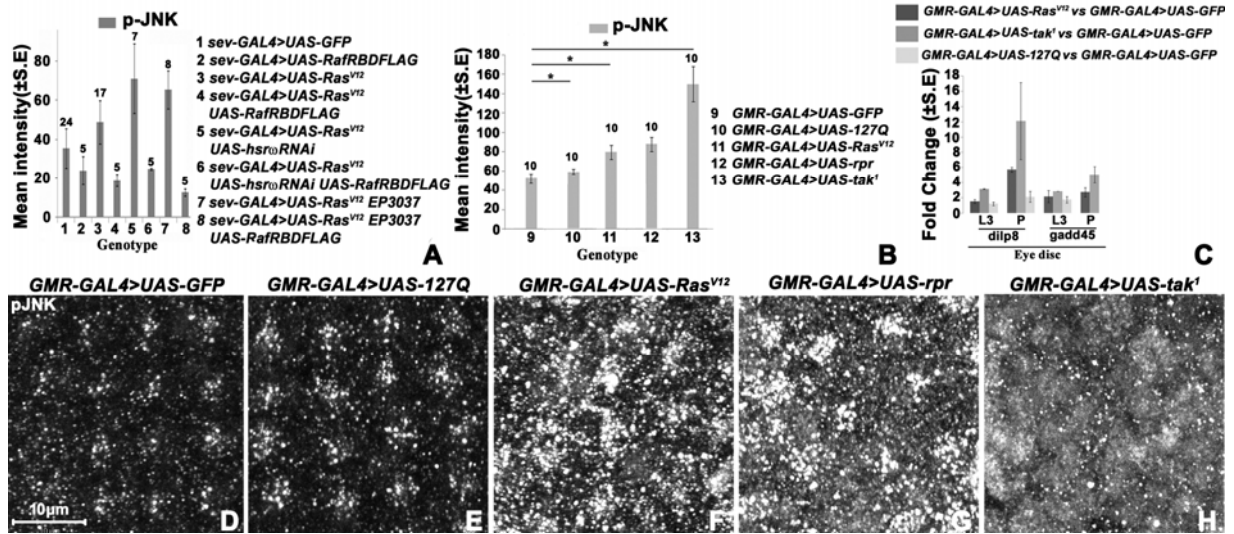 p-JNK
Mean intensity(±S.E)
80
60
40
20
0
24
5
17
5
7
5
8
5
1 2 3 4 5 6 7 8
Genotype
1 sev-GAL4>UAS-GFP
2 sev-GAL4>UAS-RafRBDFLAG
3 sev-GAL4>UAS-RasV12
4 sev-GAL4>UAS-RasV12
UAS-RafRBDFLAG
5 sev-GAL4>UAS-RasV12
UAS-hsrωRNAi
6 sev-GAL4>UAS-RasV12
UAS-hsrωRNAi UAS-RafRBDFLAG
7 sev-GAL4>UAS-RasV12 EP3037
8 sev-GAL4>UAS-RasV12 EP3037
UAS-RafRBDFLAG
A
p-JNK
Mean intensity(±S.E)
180
160
140
120
100
80
60
40
20
0
*
*
*
10
10
10
10
10
9 10 11 12 13
Genotype
9 GMR-GAL4>UAS-GFP
10 GMR-GAL4>UAS-127Q
11 GMR-GAL4>UAS-RasV12
12 GMR-GAL4>UAS-rpr
13 GMR-GAL4>UAS-tak1
B
GMR-GAL4>UAS-RasV12 vs GMR-GAL4>UAS-GFP
GMR-GAL4>UAS-tak1 vs GMR-GAL4>UAS-GFP
GMR-GAL4>UAS-127Q vs GMR-GAL4>UAS-GFP
Fold Change (±S.E)
18
16
14
12
10
8
6
4
2
0
L3 P L3 P
dilp8 gadd45
Eye disc
C
GMR-GAL4>UAS-GFP
pJNK
10µm
D
GMR-GAL4>UAS-127Q
E
GMR-GAL4>UAS-RasV12
F
GMR-GAL4>UAS-rpr
G
GMR-GAL4>UAS-tak1
H